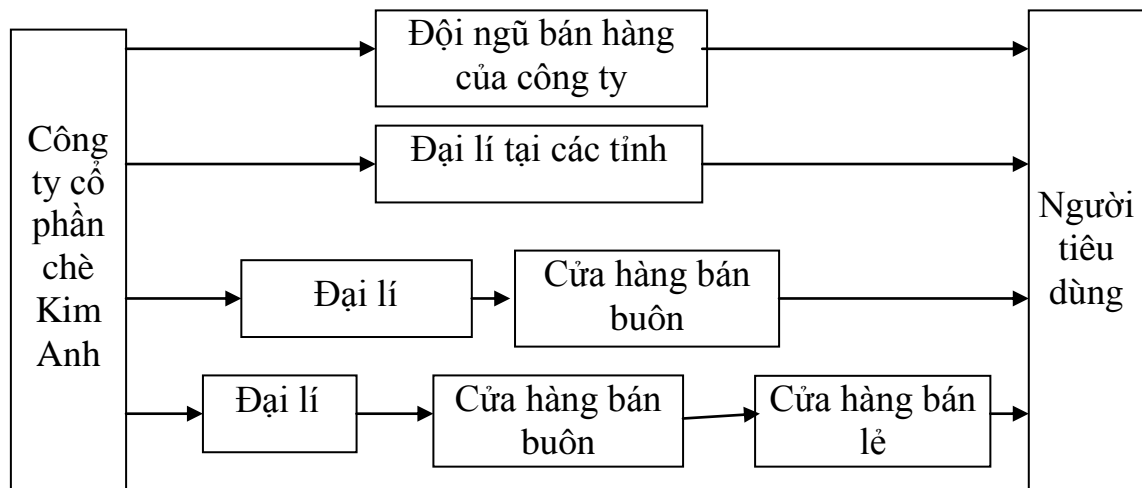 Đội ngũ bán hàng
của công ty
Công
ty cổ
phần
chè
Kim
Anh
Đại lí tại các tỉnh
Người
tiêu
dùng
Đại lí
Cửa hàng bán
buôn
Đại lí
Cửa hàng bán
buôn
Cửa hàng bán
lẻ